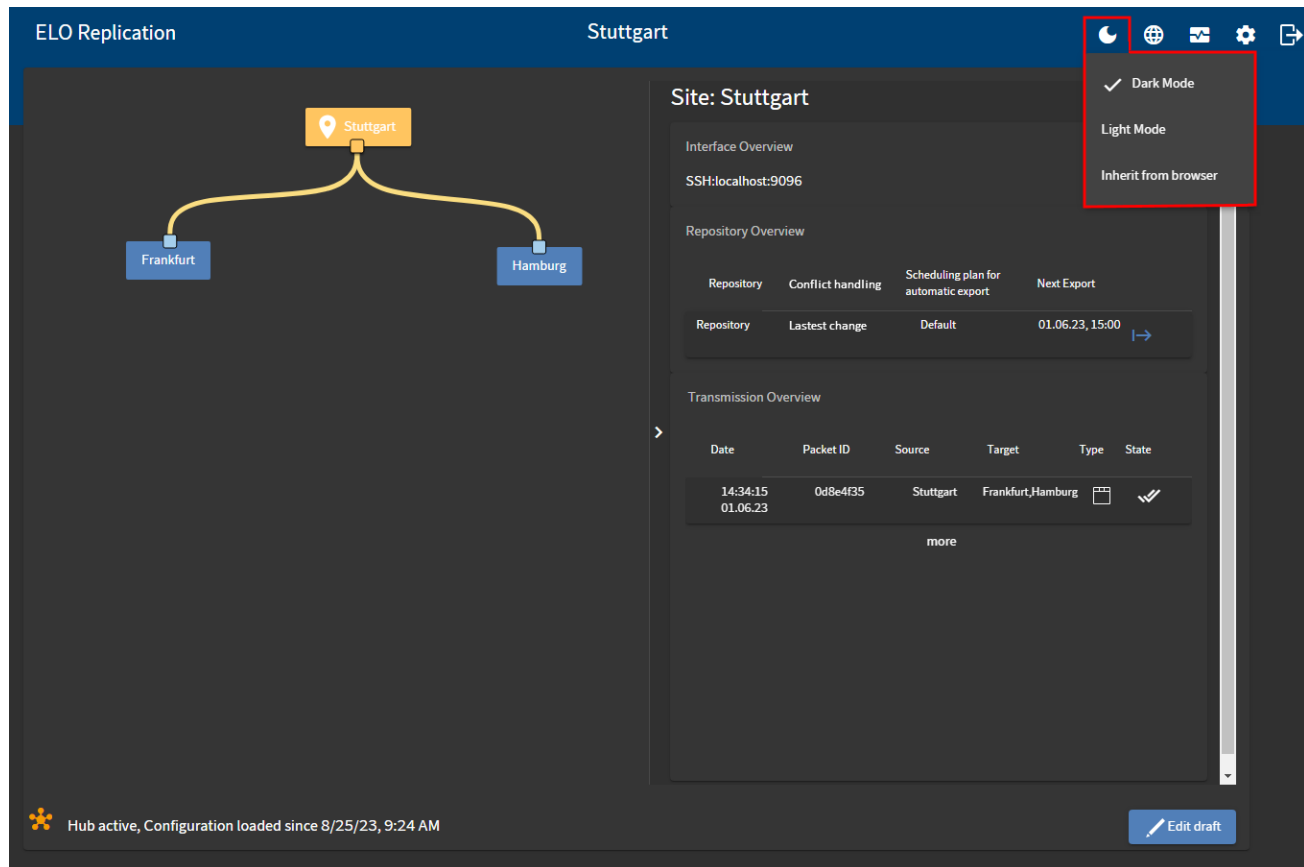 ELO Replication
Stuttgart
Dark Mode
Light Mode
Inherit from browser
Stuttgart
Frankfurt
Hamburg
Site: Stuttgart
Interface Overview
SSH:localhost:9096
Repository Overview
Repository Conflict handling Scheduling plan for automatic export Next Export
Repository Lastest change Default 01.06.23, 15:00
Transmission Overview
Date Packet ID Source Target Type State
14:34:15 0d8e4f35 Stuttgart Frankfurt,Hamburg
01.06.23
more
Hub active, Configuration loaded since 8/25/23, 9:24 AM
Edit draft